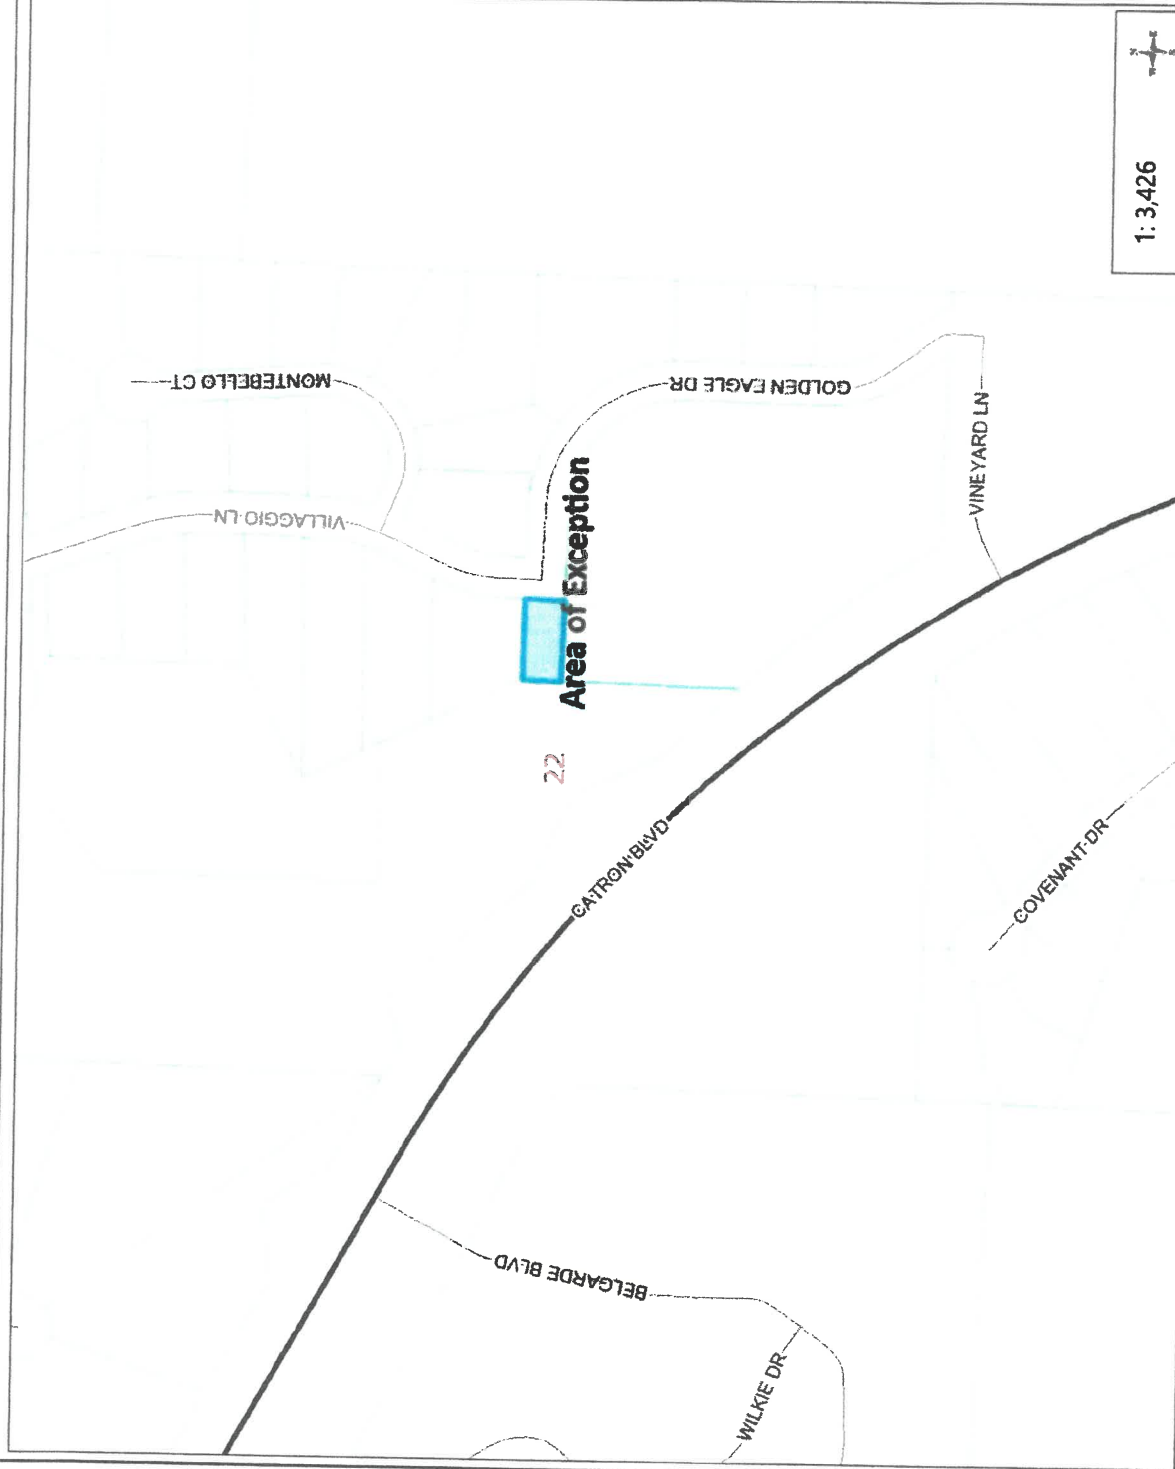 MONTEBELLO CT
VILLAGGIO LN
GOLDEN EAGLE DR
VINEYARD LN
Area of Exception
22
CATRON BLVD
COVENANT DR
BELGARDE BLVD
WILKIE DR
1: 3,426
N
W
E
S